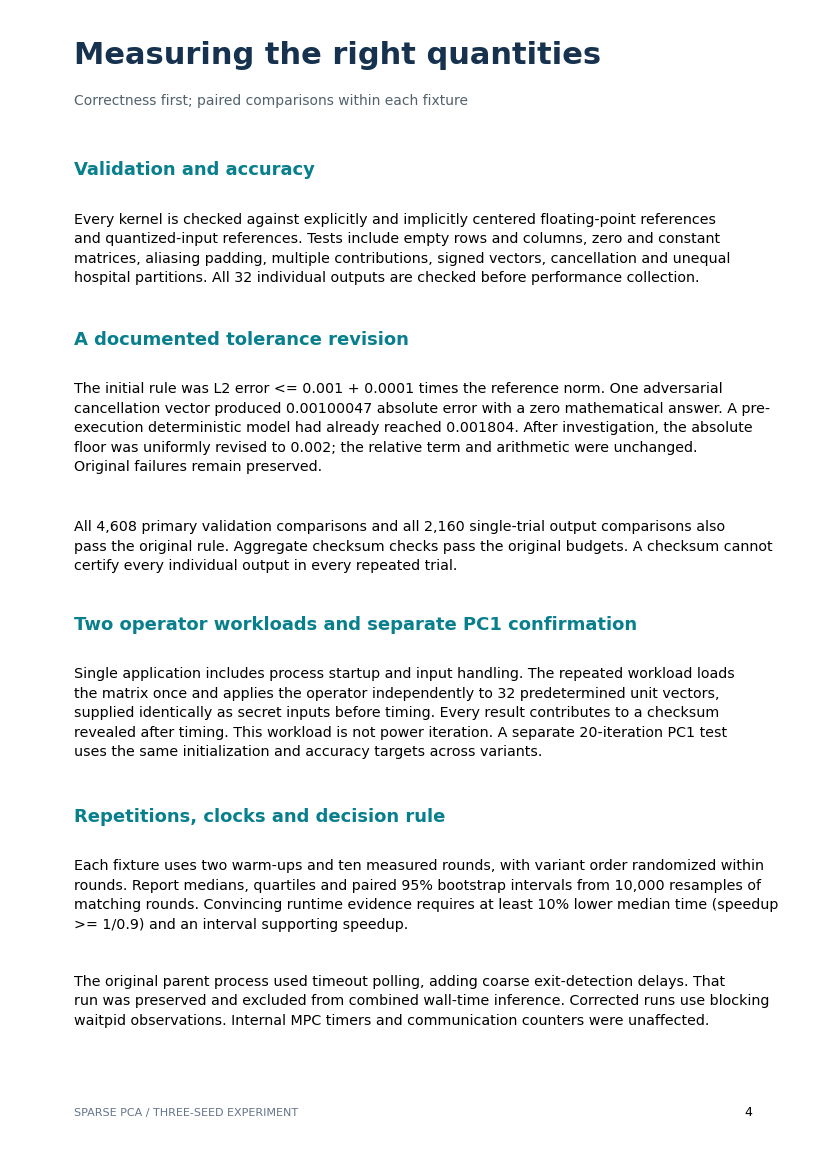 Measuring the right quantities
Correctness first; paired comparisons within each fixture
Validation and accuracy
Every kernel is checked against explicitly and implicitly centered floating-point references
and quantized-input references. Tests include empty rows and columns, zero and constant
matrices, aliasing padding, multiple contributions, signed vectors, cancellation and unequal
hospital partitions. All 32 individual outputs are checked before performance collection.
A documented tolerance revision
The initial rule was L2 error <= 0.001 + 0.0001 times the reference norm. One adversarial
cancellation vector produced 0.00100047 absolute error with a zero mathematical answer. A pre-
execution deterministic model had already reached 0.001804. After investigation, the absolute
floor was uniformly revised to 0.002; the relative term and arithmetic were unchanged.
Original failures remain preserved.
All 4,608 primary validation comparisons and all 2,160 single-trial output comparisons also
pass the original rule. Aggregate checksum checks pass the original budgets. A checksum cannot
certify every individual output in every repeated trial.
Two operator workloads and separate PC1 confirmation
Single application includes process startup and input handling. The repeated workload loads
the matrix once and applies the operator independently to 32 predetermined unit vectors,
supplied identically as secret inputs before timing. Every result contributes to a checksum
revealed after timing. This workload is not power iteration. A separate 20-iteration PC1 test
uses the same initialization and accuracy targets across variants.
Repetitions, clocks and decision rule
Each fixture uses two warm-ups and ten measured rounds, with variant order randomized within
rounds. Report medians, quartiles and paired 95% bootstrap intervals from 10,000 resamples of
matching rounds. Convincing runtime evidence requires at least 10% lower median time (speedup
>= 1/0.9) and an interval supporting speedup.
The original parent process used timeout polling, adding coarse exit-detection delays. That
run was preserved and excluded from combined wall-time inference. Corrected runs use blocking
waitpid observations. Internal MPC timers and communication counters were unaffected.
SPARSE PCA / THREE-SEED EXPERIMENT
4